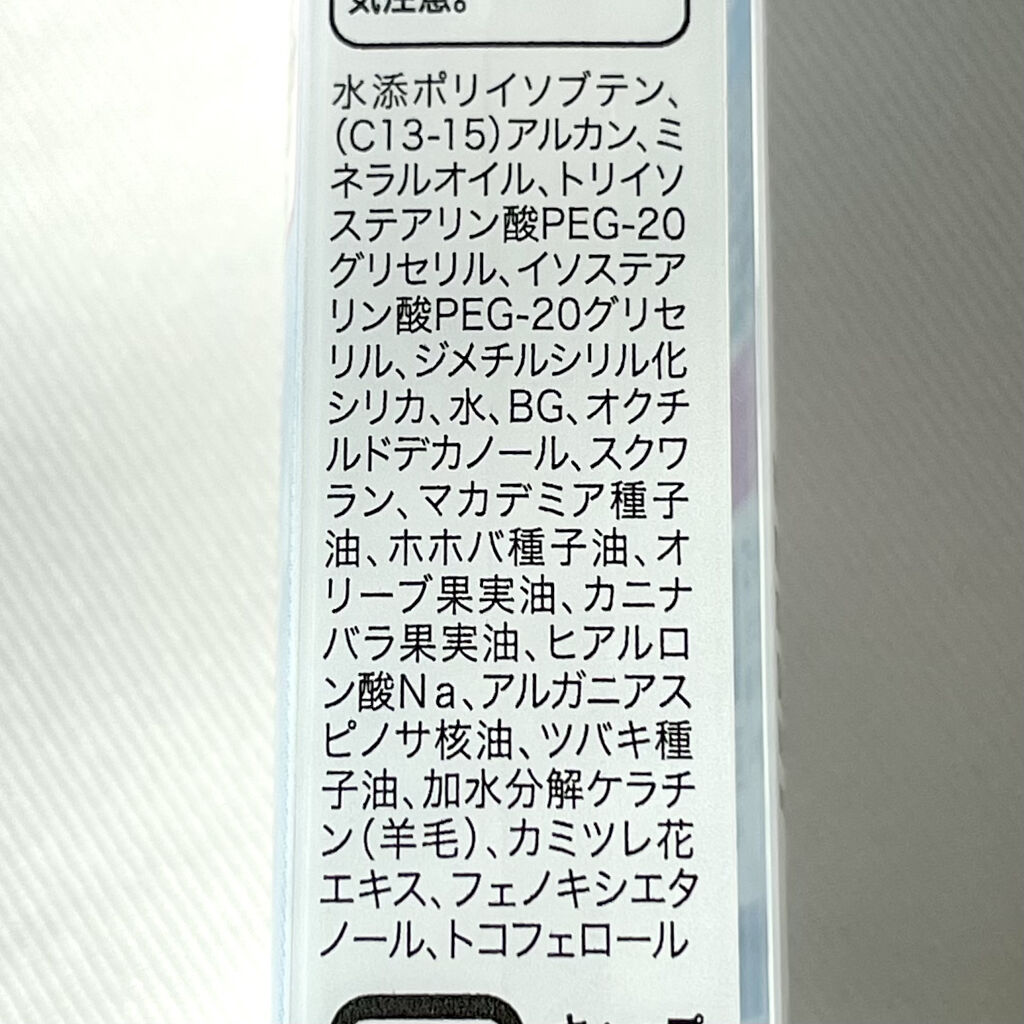 気注意。
水添ポリイソブテン、
(C13-15)アルカン、ミ
ネラルオイル、トリイソ
ステアリン酸PEG-20
グリセリル、イソステア
リン酸PEG-20グリセ
リル、ジメチルシリル化
シリカ、水、BG、オクチ
ルドデカノール、スクワ
ラン、マカデミア種子
油、ホホバ種子油、オ
リーブ果実油、カニナ
バラ果実油、ヒアルロ
ン酸Na、アルガニアス
ピノサ核油、ツバキ種
子油、加水分解ケラチ
ン(羊毛)、カミツレ花
エキス、フェノキシエタ
ノール、トコフェロール